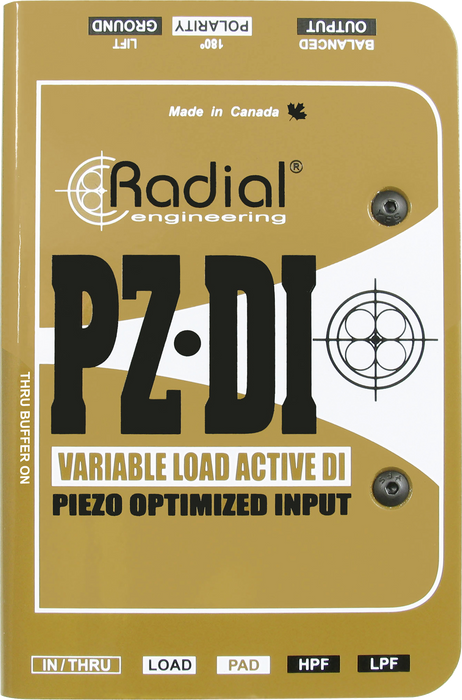 LIFT
GROUND
180°
POLARITY
BALANCED
OUTPUT
Made in Canada
Radial®
engineering
PZ·DI
VARIABLE LOAD ACTIVE DI
PIEZO OPTIMIZED INPUT
THRU BUFFER ON
IN/THRU LOAD PAD HPF LPF